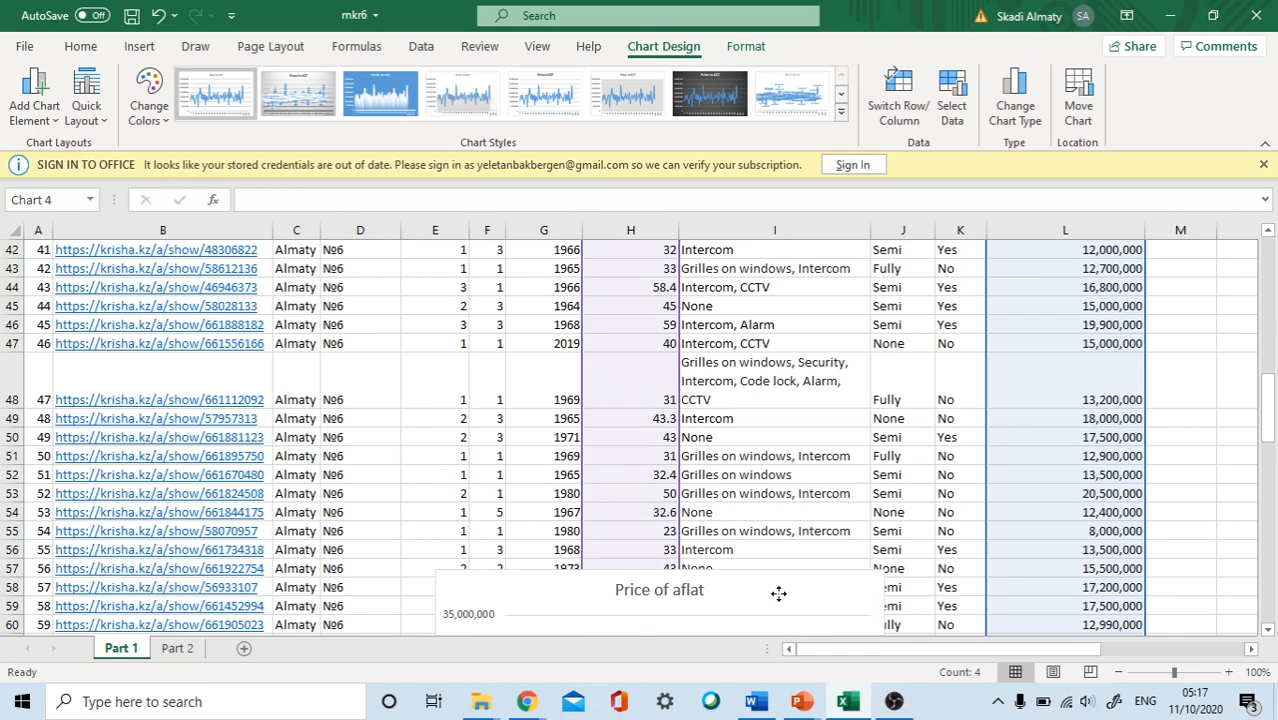 AutoSave Off mkr6 Search Skadi Almaty SA
File Home Insert Draw Page Layout Formulas Data Review View Help Chart Design Format Share Comments
Add Chart Element Quick Layout Change Colors Switch Row/Column Select Data Change Chart Type Move Chart
Chart Layouts Chart Styles Data Type Location
SIGN IN TO OFFICE It looks like your stored credentials are out of date. Please sign in as yeletanbakbergen@gmail.com so we can verify your subscription. Sign In
Chart 4 fx
A B C D E F G H I J K L M
42 41 https://krisha.kz/a/show/48306822 Almaty №6 1 3 1966 32 Intercom Semi Yes 12,000,000
43 42 https://krisha.kz/a/show/58612136 Almaty №6 1 1 1965 33 Grilles on windows, Intercom Fully No 12,700,000
44 43 https://krisha.kz/a/show/46946373 Almaty №6 3 1 1966 58.4 Intercom, CCTV Semi Yes 16,800,000
45 44 https://krisha.kz/a/show/58028133 Almaty №6 2 3 1964 45 None Semi Yes 15,000,000
46 45 https://krisha.kz/a/show/661888182 Almaty №6 3 3 1968 59 Intercom, Alarm Semi Yes 19,900,000
47 46 https://krisha.kz/a/show/661556166 Almaty №6 1 1 2019 40 Intercom, CCTV None No 15,000,000
Grilles on windows, Security,
Intercom, Code lock, Alarm,
48 47 https://krisha.kz/a/show/661112092 Almaty №6 1 1 1969 31 CCTV Fully No 13,200,000
49 48 https://krisha.kz/a/show/57957313 Almaty №6 2 3 1965 43.3 Intercom None No 18,000,000
50 49 https://krisha.kz/a/show/661881123 Almaty №6 2 3 1971 43 None Semi Yes 17,500,000
51 50 https://krisha.kz/a/show/661895750 Almaty №6 1 1 1969 31 Grilles on windows, Intercom Fully No 12,900,000
52 51 https://krisha.kz/a/show/661670480 Almaty №6 1 1 1965 32.4 Grilles on windows Semi No 13,500,000
53 52 https://krisha.kz/a/show/661824508 Almaty №6 2 1 1980 50 Grilles on windows, Intercom Semi No 20,500,000
54 53 https://krisha.kz/a/show/661844175 Almaty №6 1 5 1967 32.6 None None No 12,400,000
55 54 https://krisha.kz/a/show/58070957 Almaty №6 1 1 1980 23 Grilles on windows, Intercom Semi No 8,000,000
56 55 https://krisha.kz/a/show/661734318 Almaty №6 1 3 1968 33 Intercom Semi Yes 13,500,000
57 56 https://krisha.kz/a/show/661922754 Almaty №6 2 2 1973 43 None Semi No 15,500,000
58 57 https://krisha.kz/a/show/56933107 Almaty №6 Price of aflat emi Yes 17,200,000
59 58 https://krisha.kz/a/show/661452994 Almaty №6 35,000,000 emi Yes 17,500,000
60 59 https://krisha.kz/a/show/661905023 Almaty №6 ully No 12,990,000
Part 1 Part 2
Ready Count: 4 100%
Type here to search ENG 05:17
11/10/2020 3